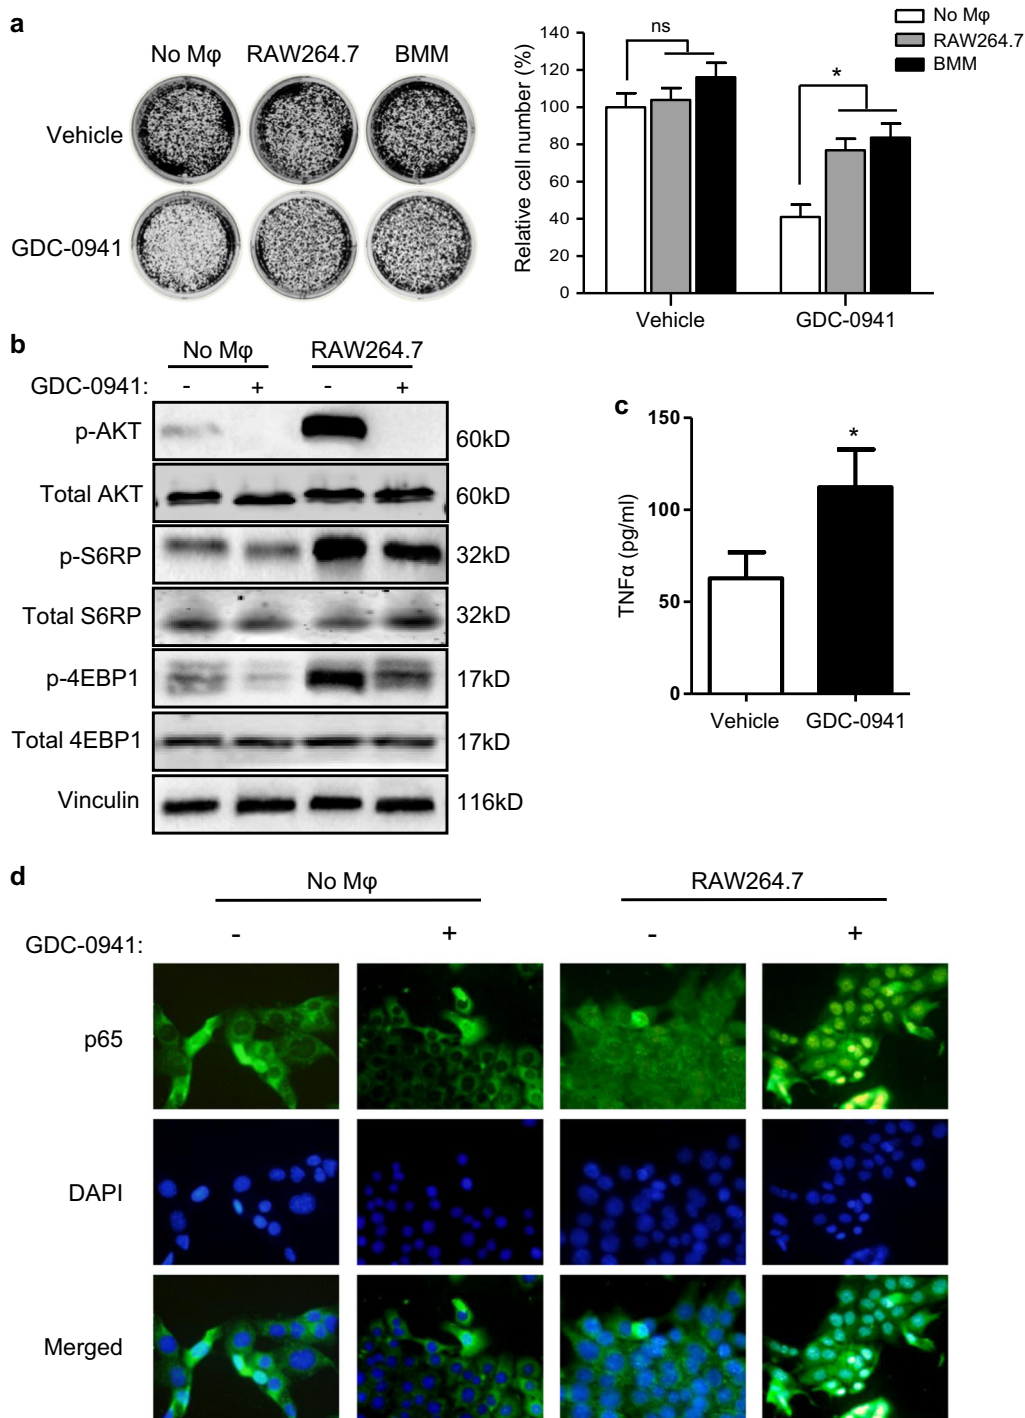 a
No Mφ RAW264.7 BMM
Vehicle
GDC-0941
Relative cell number (%)
140
120
100
80
60
40
20
0
ns
*
No Mφ
RAW264.7
BMM
Vehicle GDC-0941
b
No Mφ RAW264.7
GDC-0941: - + - +
p-AKT 60kD
Total AKT 60kD
p-S6RP 32kD
Total S6RP 32kD
p-4EBP1 17kD
Total 4EBP1 17kD
Vinculin 116kD
c
TNFα (pg/ml)
150
100
50
0
*
Vehicle GDC-0941
d
No Mφ RAW264.7
GDC-0941: - + - +
p65
DAPI
Merged